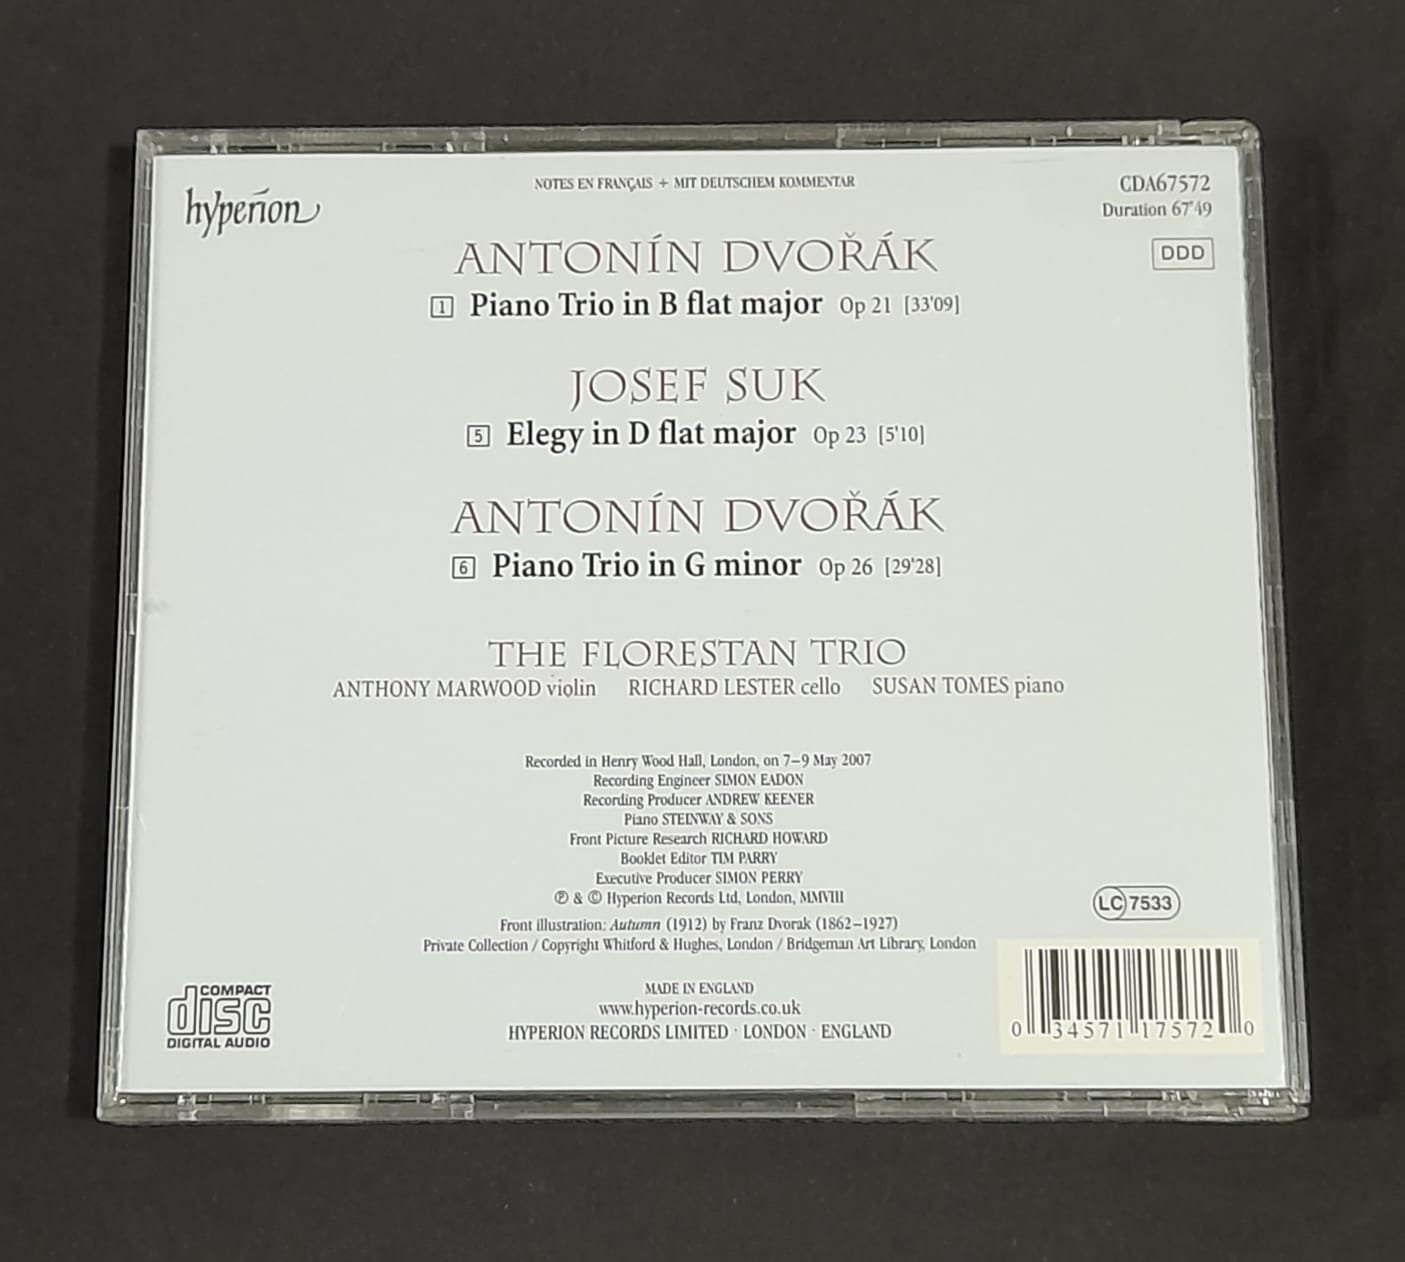 hyperion
NOTES EN FRANÇAIS + MIT DEUTSCHEM KOMMENTAR
CDA67572
Duration 67'49
DDD
ANTONÍN DVOŘÁK
1 Piano Trio in B flat major Op 21 [33'09]
JOSEF SUK
5 Elegy in D flat major Op 23 [5'10]
ANTONÍN DVOŘÁK
6 Piano Trio in G minor Op 26 [29'28]
THE FLORESTAN TRIO
ANTHONY MARWOOD violin RICHARD LESTER cello SUSAN TOMES piano
Recorded in Henry Wood Hall, London, on 7–9 May 2007
Recording Engineer SIMON EADON
Recording Producer ANDREW KEENER
Piano STEINWAY & SONS
Front Picture Research RICHARD HOWARD
Booklet Editor TIM PARRY
Executive Producer SIMON PERRY
℗ & © Hyperion Records Ltd, London, MMVIII
Front illustration: Autumn (1912) by Franz Dvorak (1862–1927)
Private Collection / Copyright Whitford & Hughes, London / Bridgeman Art Library, London
MADE IN ENGLAND
www.hyperion-records.co.uk
HYPERION RECORDS LIMITED · LONDON · ENGLAND
COMPACT
disc
DIGITAL AUDIO
LC 7533
0 34571 17572 0